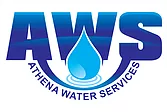 AWS
ATHENA WATER SERVICES